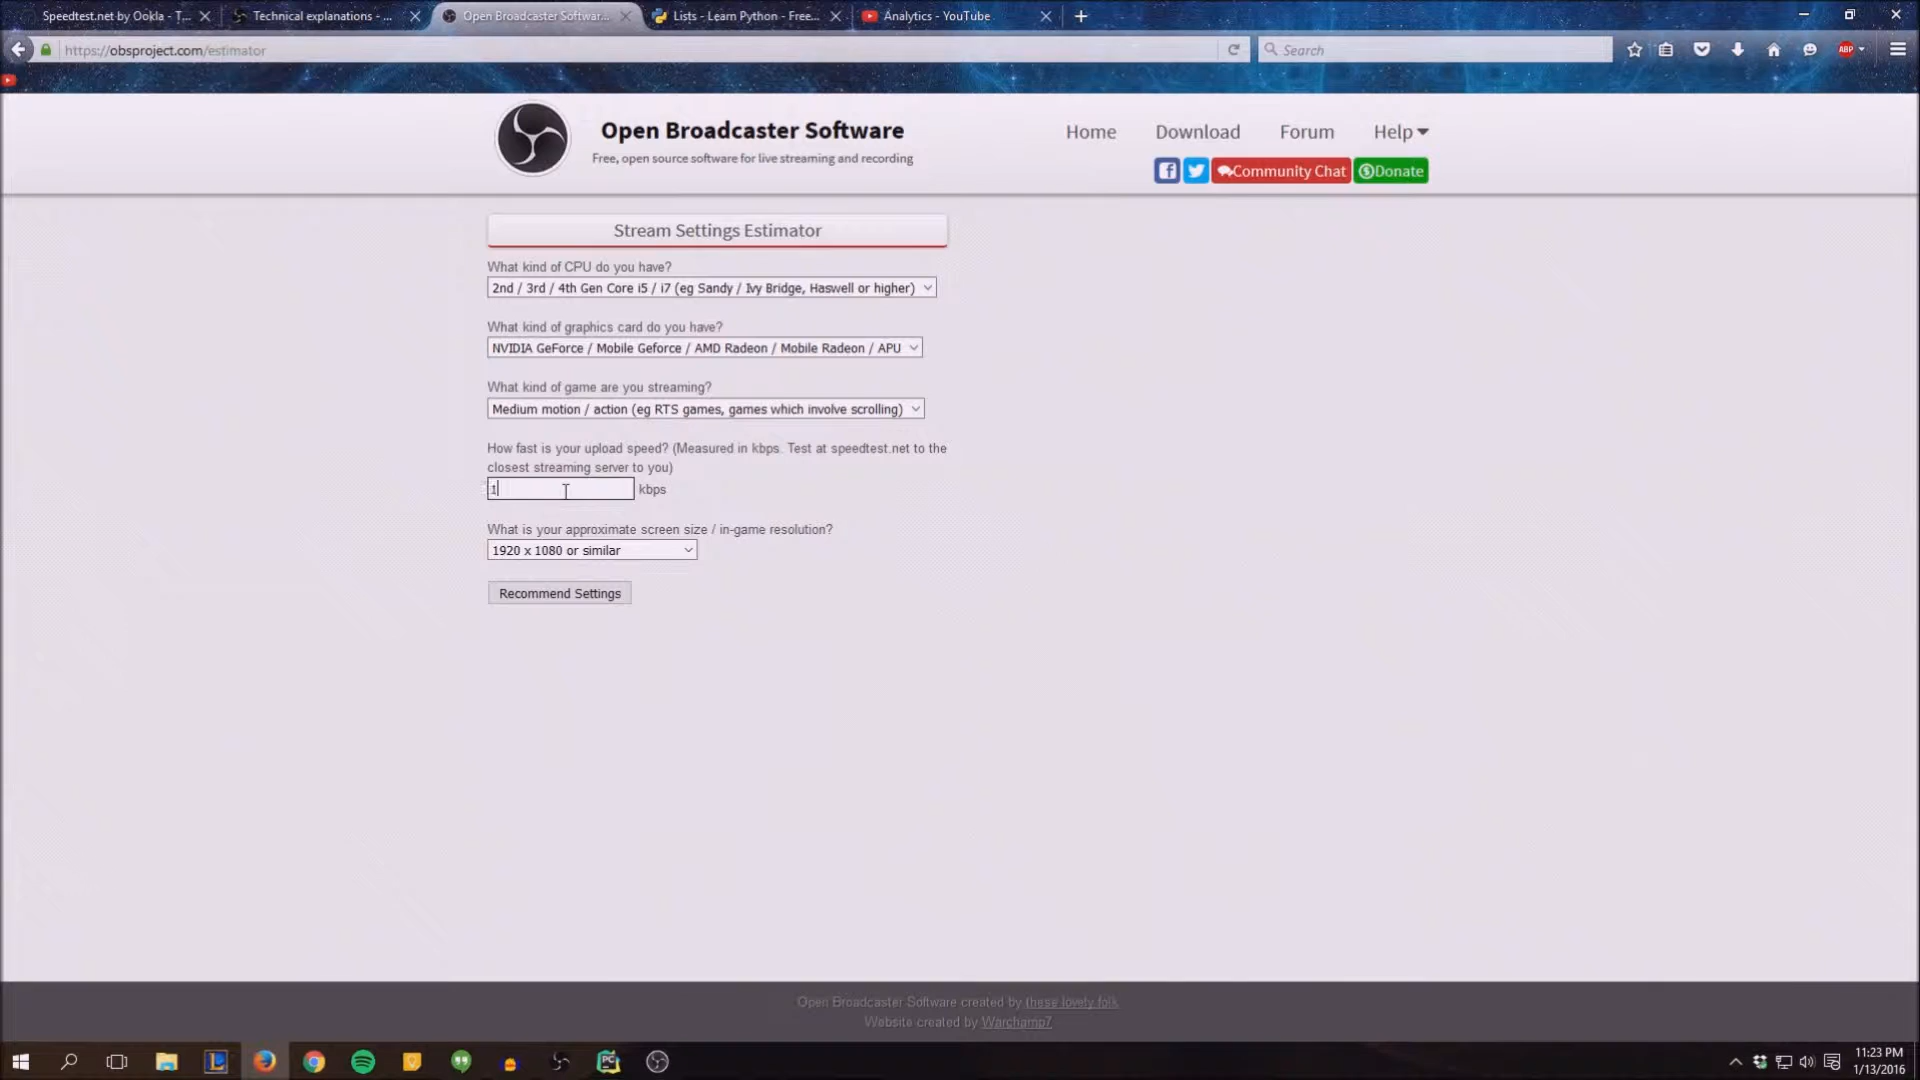 Speedtest.net by Ookla - T...
Technical explanations - ...
Open Broadcaster Softwar...
Lists - Learn Python - Free...
Analytics - YouTube
https://obsproject.com/estimator
Search
ABP
Open Broadcaster Software
Free, open source software for live streaming and recording
Home
Download
Forum
Help
Community Chat
Donate
Stream Settings Estimator
What kind of CPU do you have?
2nd / 3rd / 4th Gen Core i5 / i7 (eg Sandy / Ivy Bridge, Haswell or higher)
What kind of graphics card do you have?
NVIDIA GeForce / Mobile Geforce / AMD Radeon / Mobile Radeon / APU
What kind of game are you streaming?
Medium motion / action (eg RTS games, games which involve scrolling)
How fast is your upload speed? (Measured in kbps. Test at speedtest.net to the
closest streaming server to you)
1 kbps
What is your approximate screen size / in-game resolution?
1920 x 1080 or similar
Recommend Settings
Open Broadcaster Software created by these lovely folk
Website created by Warchamp7
11:23 PM
1/13/2016